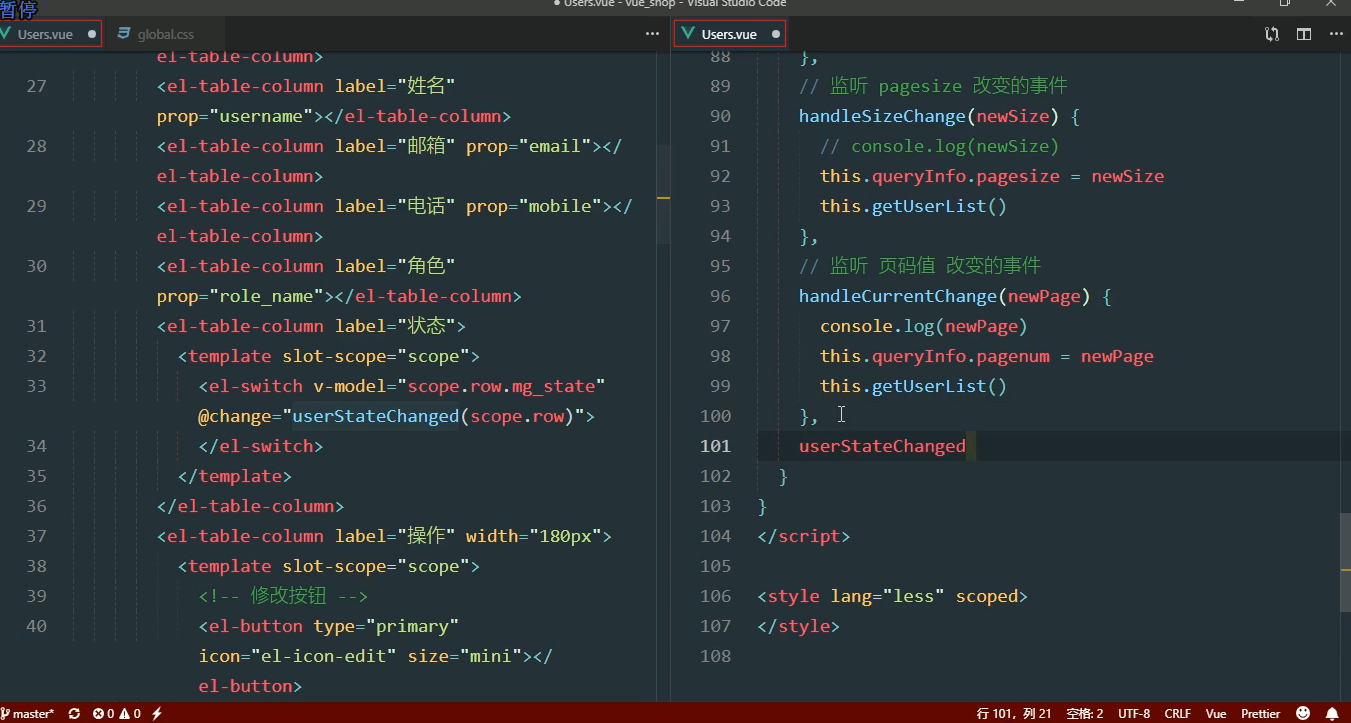 暂停
Users.vue - vue_shop - Visual Studio Code
Users.vue
global.css
Users.vue
el-table-column>
27 <el-table-column label="姓名"
prop="username"></el-table-column>
28 <el-table-column label="邮箱" prop="email"></
el-table-column>
29 <el-table-column label="电话" prop="mobile"></
el-table-column>
30 <el-table-column label="角色"
prop="role_name"></el-table-column>
31 <el-table-column label="状态">
32 <template slot-scope="scope">
33 <el-switch v-model="scope.row.mg_state"
@change="userStateChanged(scope.row)">
34 </el-switch>
35 </template>
36 </el-table-column>
37 <el-table-column label="操作" width="180px">
38 <template slot-scope="scope">
39 <!-- 修改按钮 -->
40 <el-button type="primary"
icon="el-icon-edit" size="mini"></
el-button>
88 },
89 // 监听 pagesize 改变的事件
90 handleSizeChange(newSize) {
91 // console.log(newSize)
92 this.queryInfo.pagesize = newSize
93 this.getUserList()
94 },
95 // 监听 页码值 改变的事件
96 handleCurrentChange(newPage) {
97 console.log(newPage)
98 this.queryInfo.pagenum = newPage
99 this.getUserList()
100 },
101 userStateChanged
102 }
103 }
104 </script>
105
106 <style lang="less" scoped>
107 </style>
108
master* 0 0 行 101，列 21 空格: 2 UTF-8 CRLF Vue Prettier